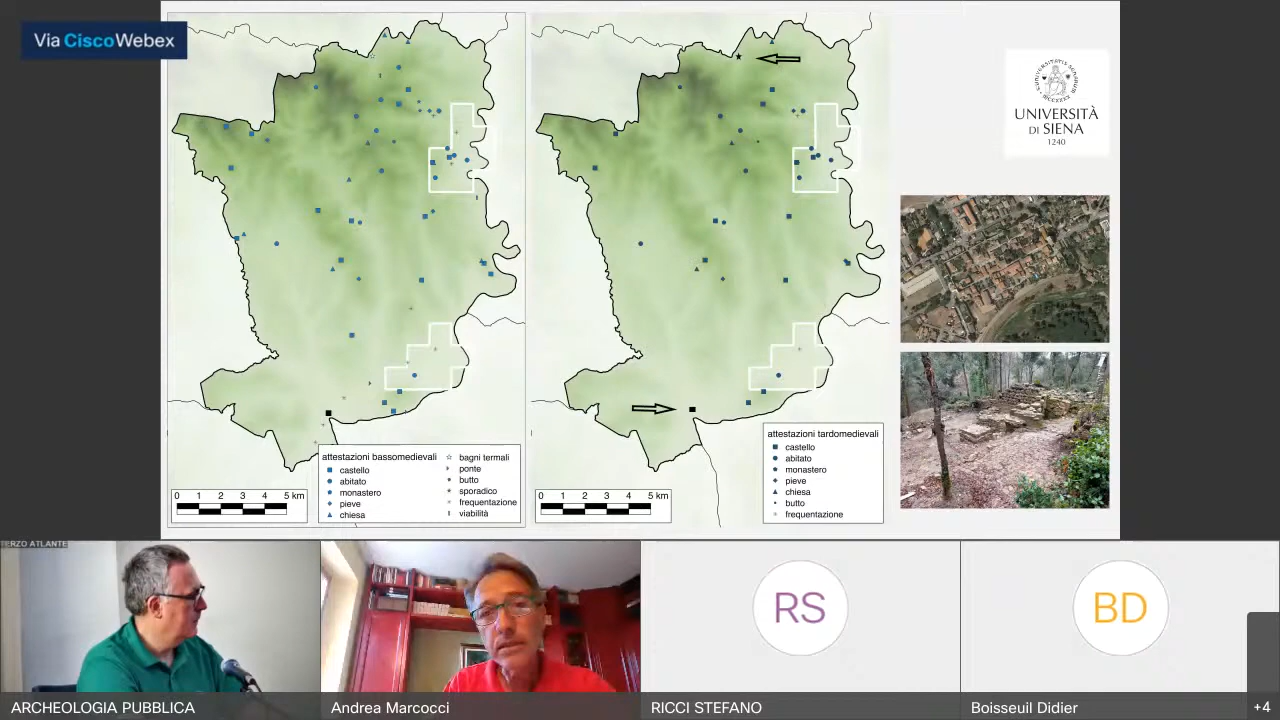 Via CiscoWebex
UNIVERSITÀ
DI SIENA
1240
attestazioni bassomedievali
castello
abitato
monastero
pieve
chiesa
bagni termali
ponte
butto
sporadico
frequentazione
viabilità
0 1 2 3 4 5 km
attestazioni tardomedievali
castello
abitato
monastero
pieve
chiesa
butto
frequentazione
0 1 2 3 4 5 km
TERZO ATLANTE
ARCHEOLOGIA PUBBLICA
Andrea Marcocci
RS
RICCI STEFANO
BD
Boisseuil Didier
+4